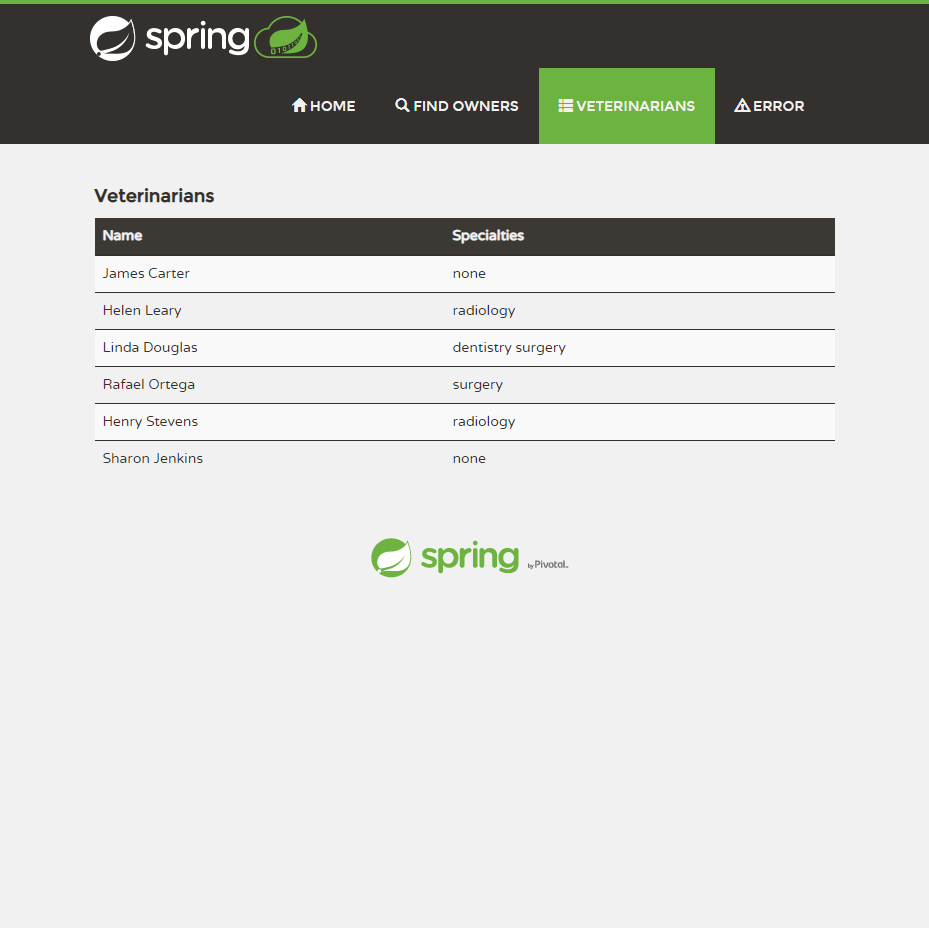 spring
HOME FIND OWNERS VETERINARIANS ERROR
Veterinarians
Name Specialties
James Carter none
Helen Leary radiology
Linda Douglas dentistry surgery
Rafael Ortega surgery
Henry Stevens radiology
Sharon Jenkins none
spring by Pivotal.